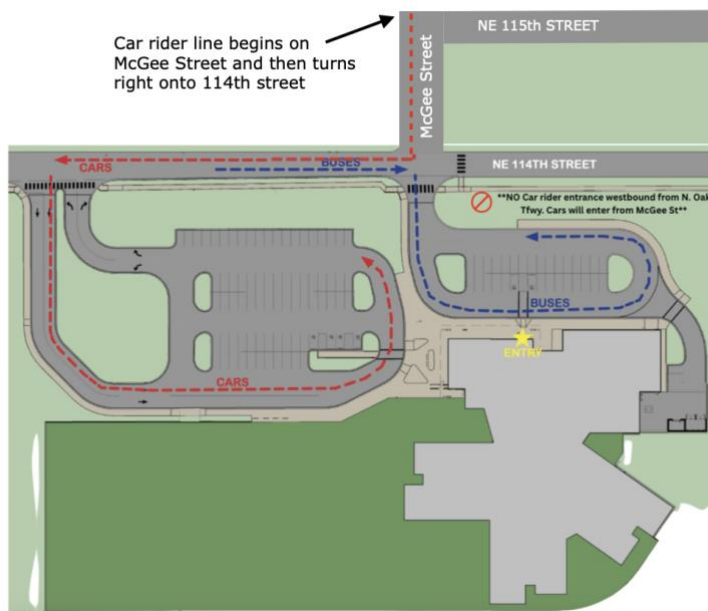 Car rider line begins on
McGee Street and then turns
right onto 114th street
NE 115th STREET
McGee Street
CARS
BUSES
NE 114TH STREET
**NO Car rider entrance westbound from N. Oak
Tfwy. Cars will enter from McGee St**
BUSES
ENTRY
CARS